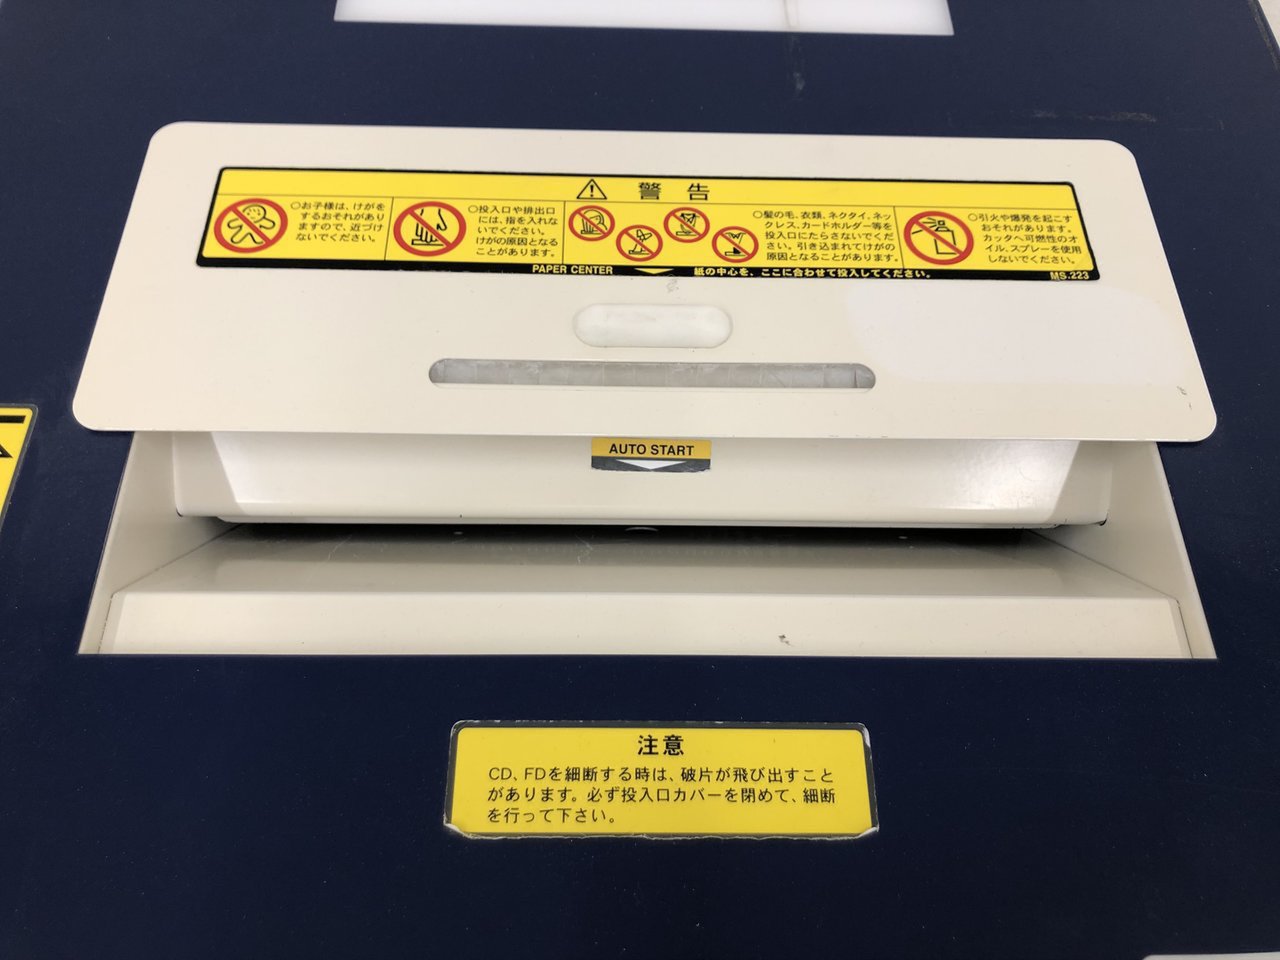 警告
○お子様は、けがを
するおそれがあり
ますので、近づけ
ないでください。
○投入口や排出口
には、指を入れな
いでください。
けがの原因となる
ことがあります。
○髪の毛、衣類、ネクタイ、ネッ
クレス、カードホルダー等を
投入口にたらさないでくだ
さい。引き込まれてけがの
原因となることがあります。
○引火や爆発を起こす
おそれがあります。
カッタへ可燃性のオ
イル、スプレーを使用
しないでください。
PAPER CENTER 紙の中心を、ここに合わせて投入してください。 MS.223
AUTO START
注意
CD、FDを細断する時は、破片が飛び出すこと
があります。必ず投入口カバーを閉めて、細断
を行って下さい。